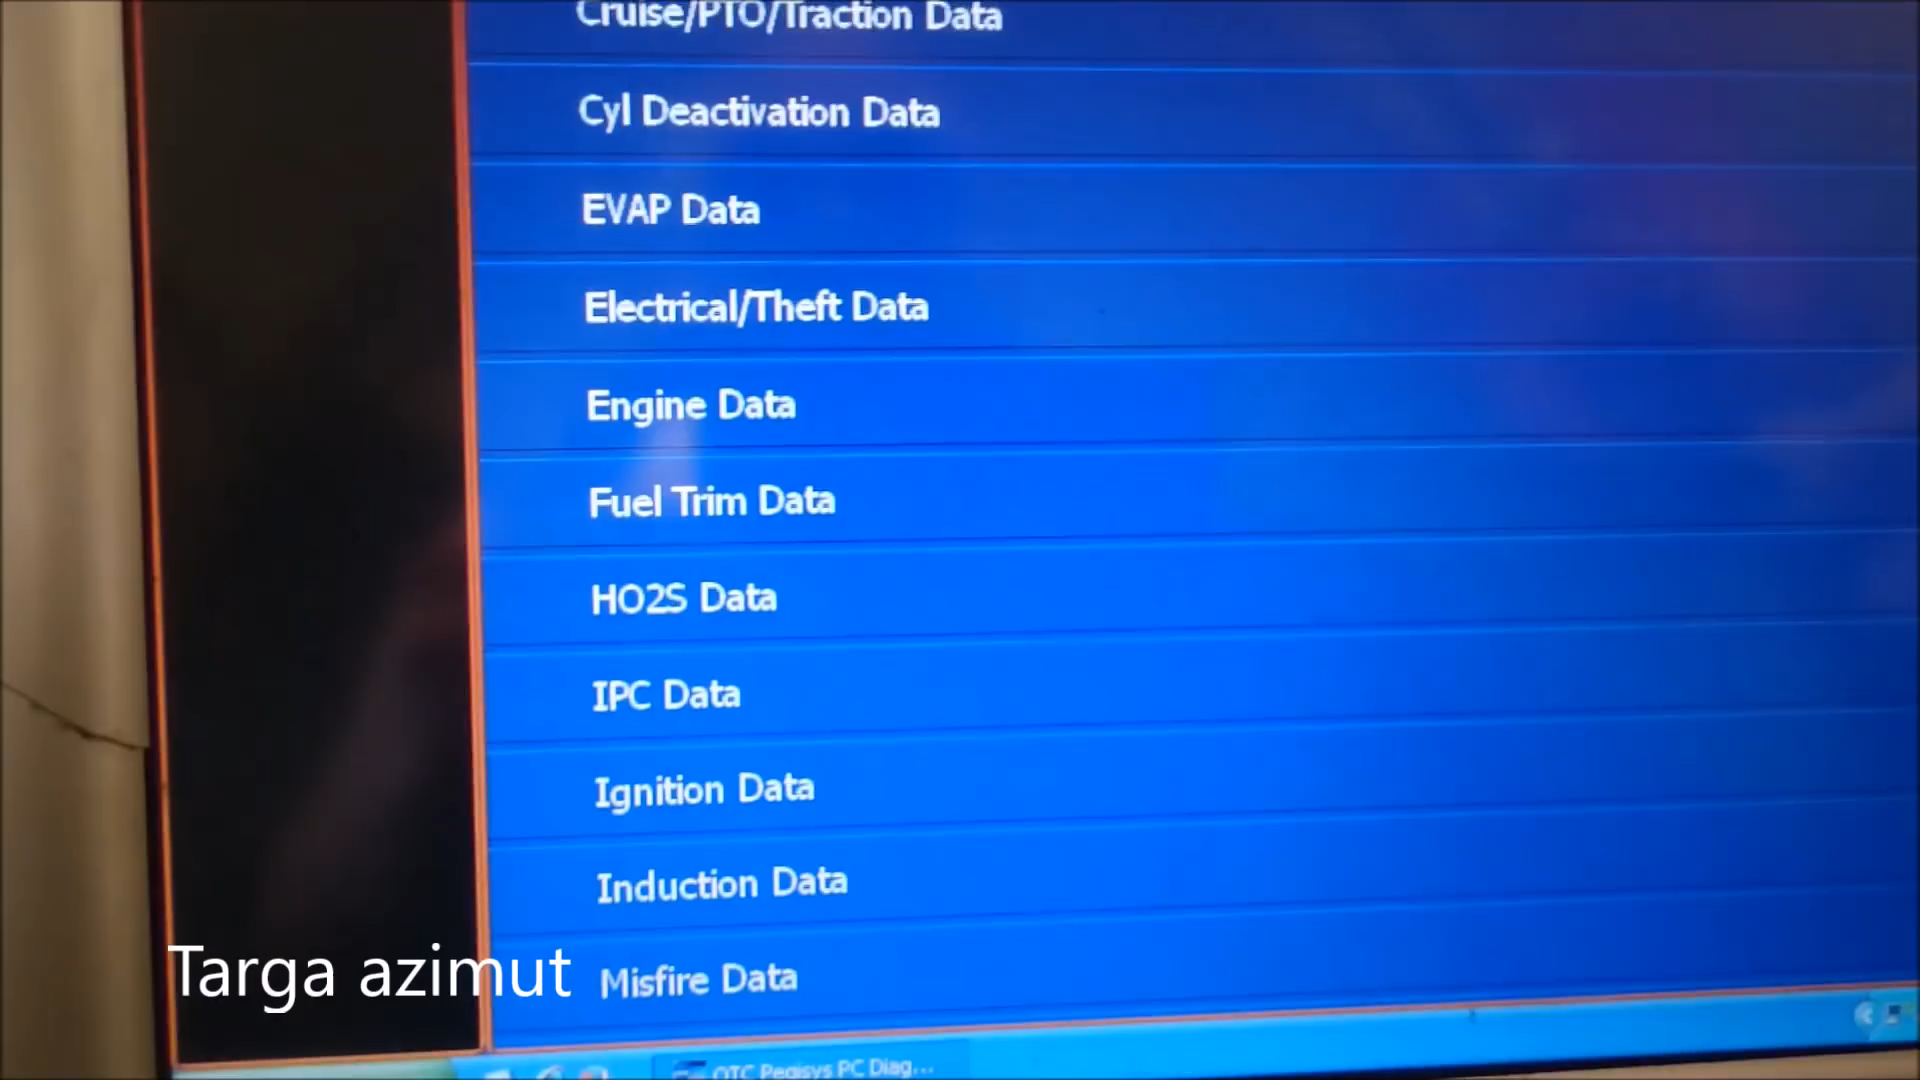 Cruise/PTO/Traction Data
Cyl Deactivation Data
EVAP Data
Electrical/Theft Data
Engine Data
Fuel Trim Data
HO2S Data
IPC Data
Ignition Data
Induction Data
Misfire Data
Targa azimut
OTC Pegisys PC Diag...